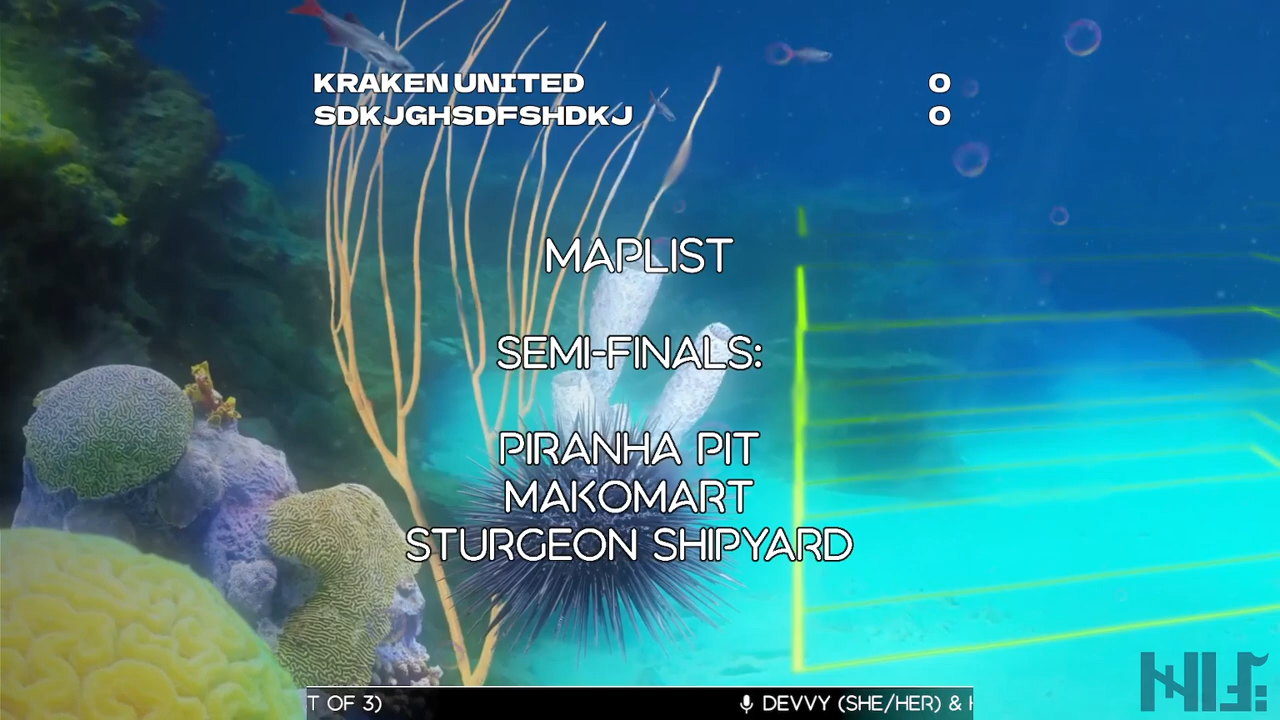 KRAKEN UNITED 0
SDKJGHSDFSHDKJ 0
MAPLIST
SEMI-FINALS:
PIRANHA PIT
MAKOMART
STURGEON SHIPYARD
T OF 3) DEVVY (SHE/HER) &